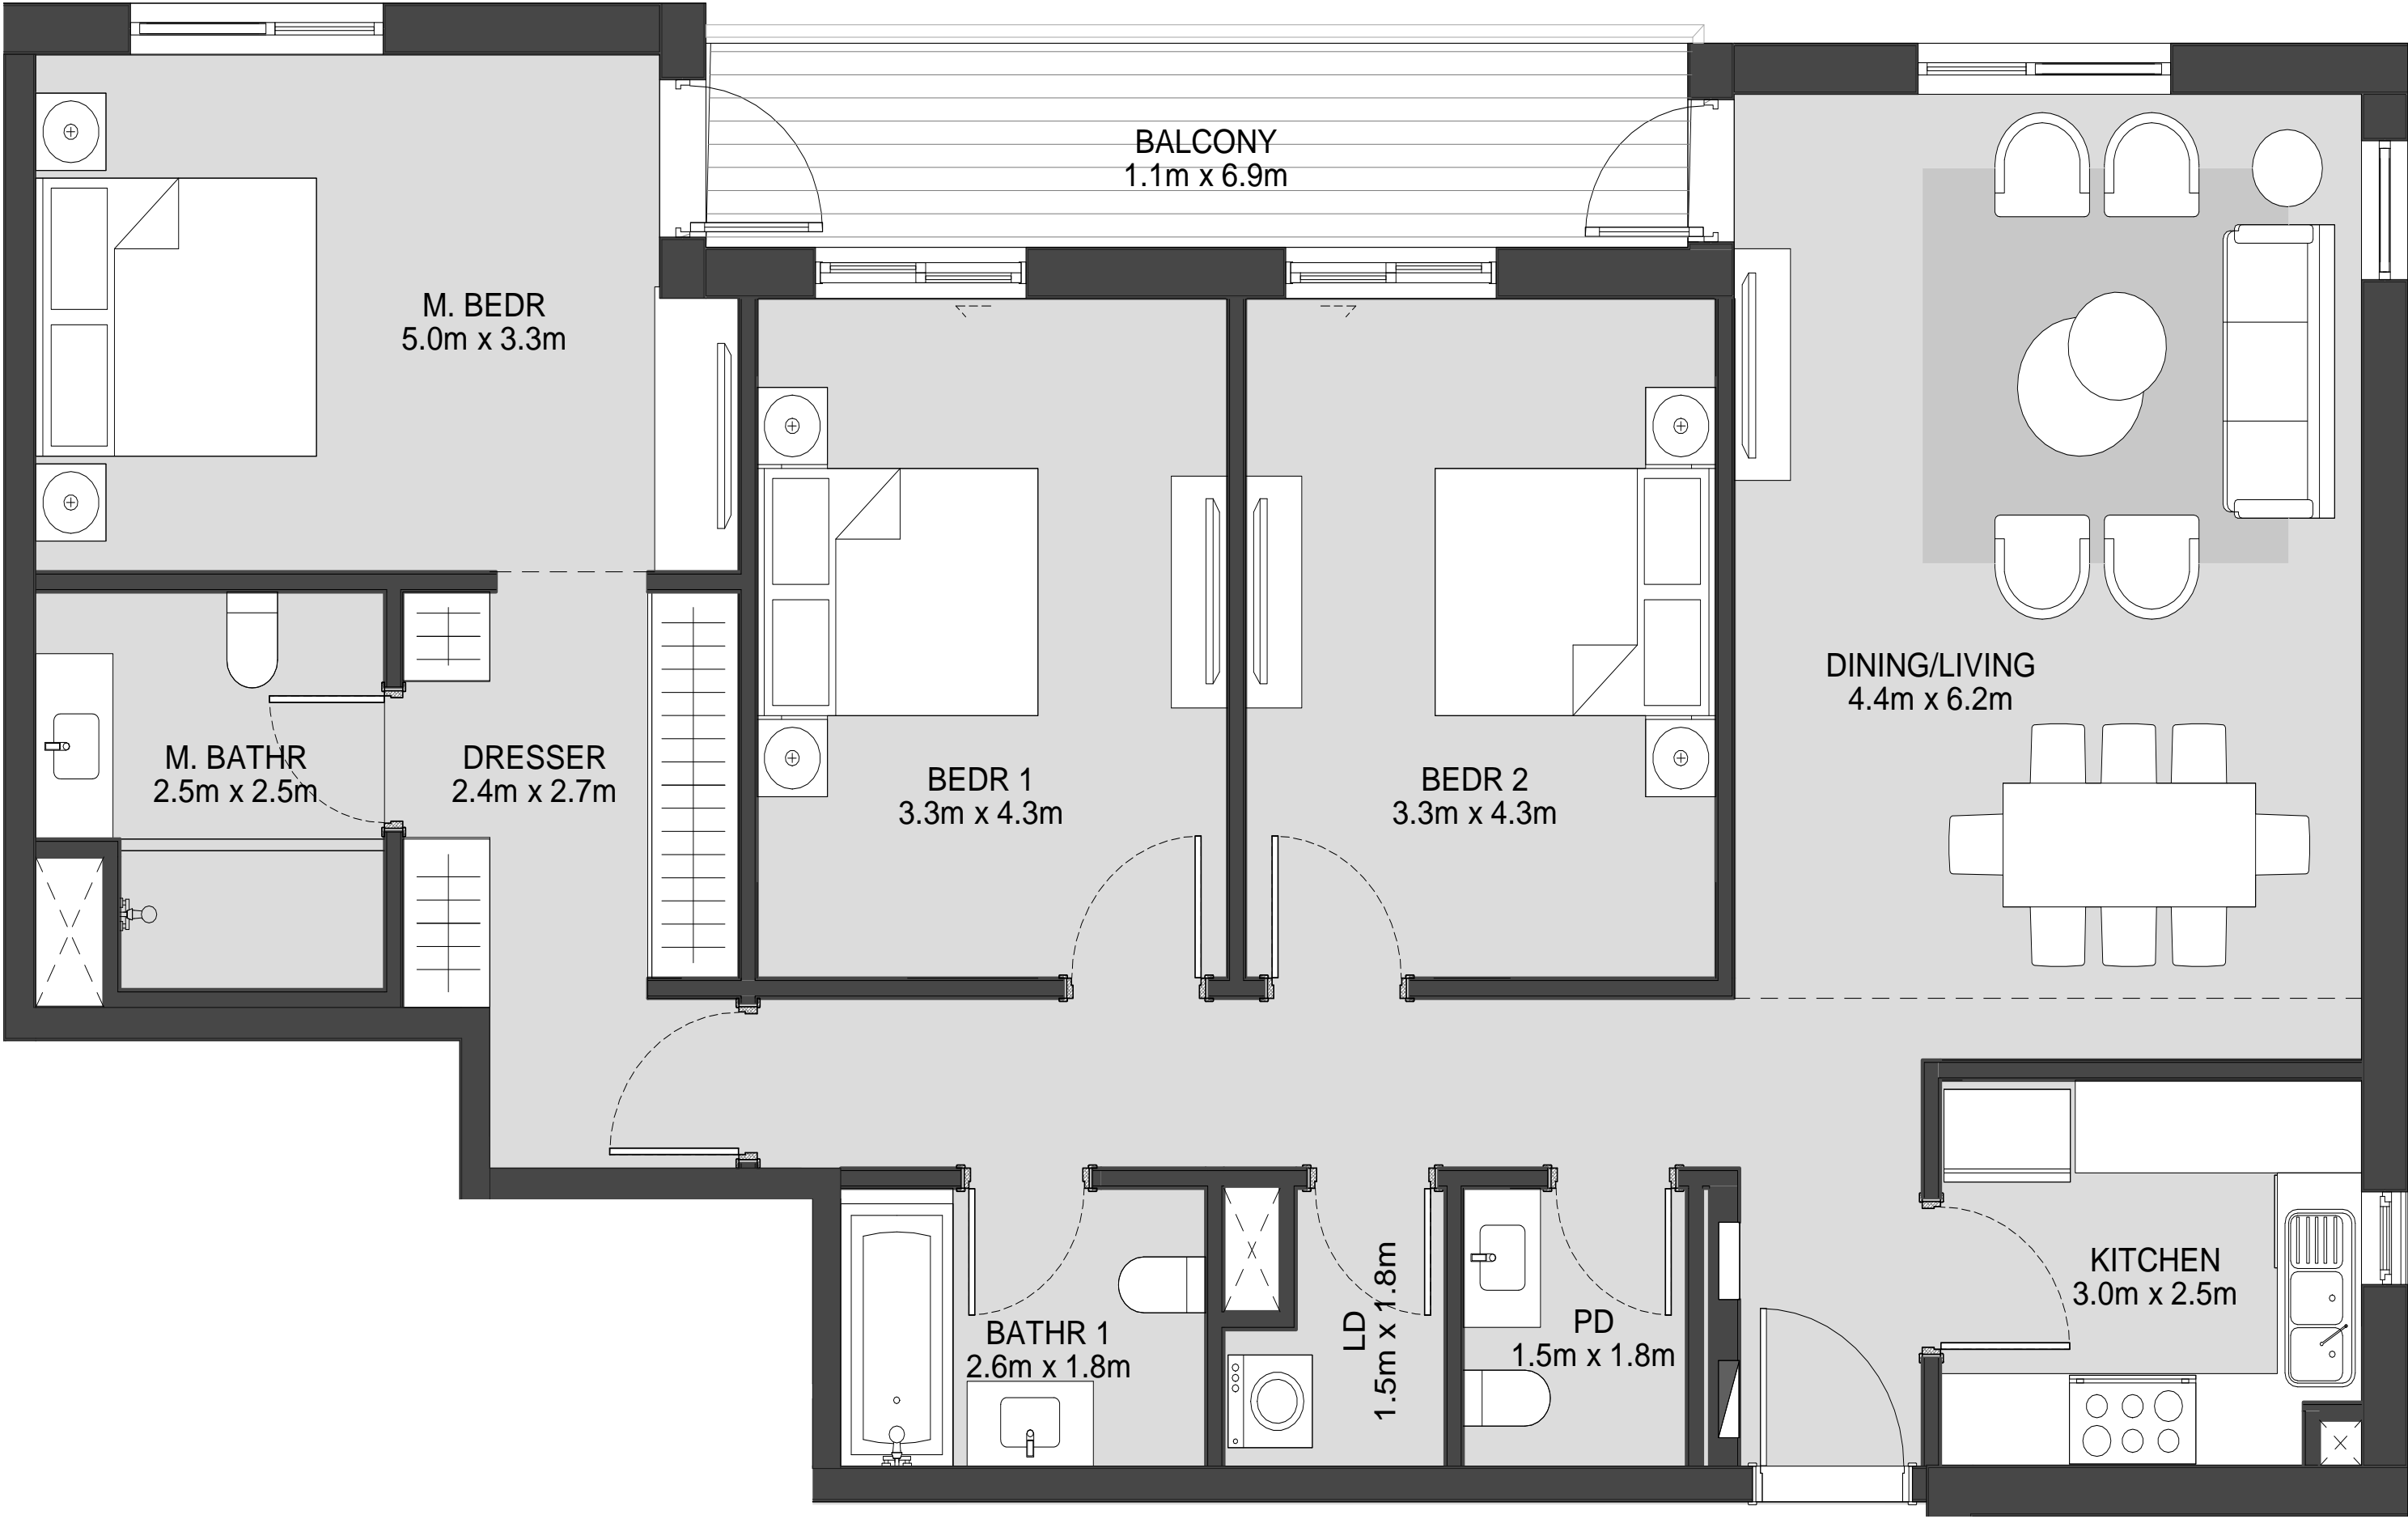 BALCONY
1.1m x 6.9m
M. BEDR
5.0m x 3.3m
DINING/LIVING
4.4m x 6.2m
M. BATHR
2.5m x 2.5m
DRESSER
2.4m x 2.7m
BEDR 1
3.3m x 4.3m
BEDR 2
3.3m x 4.3m
KITCHEN
3.0m x 2.5m
BATHR 1
2.6m x 1.8m
LD
1.5m x 1.8m
PD
1.5m x 1.8m